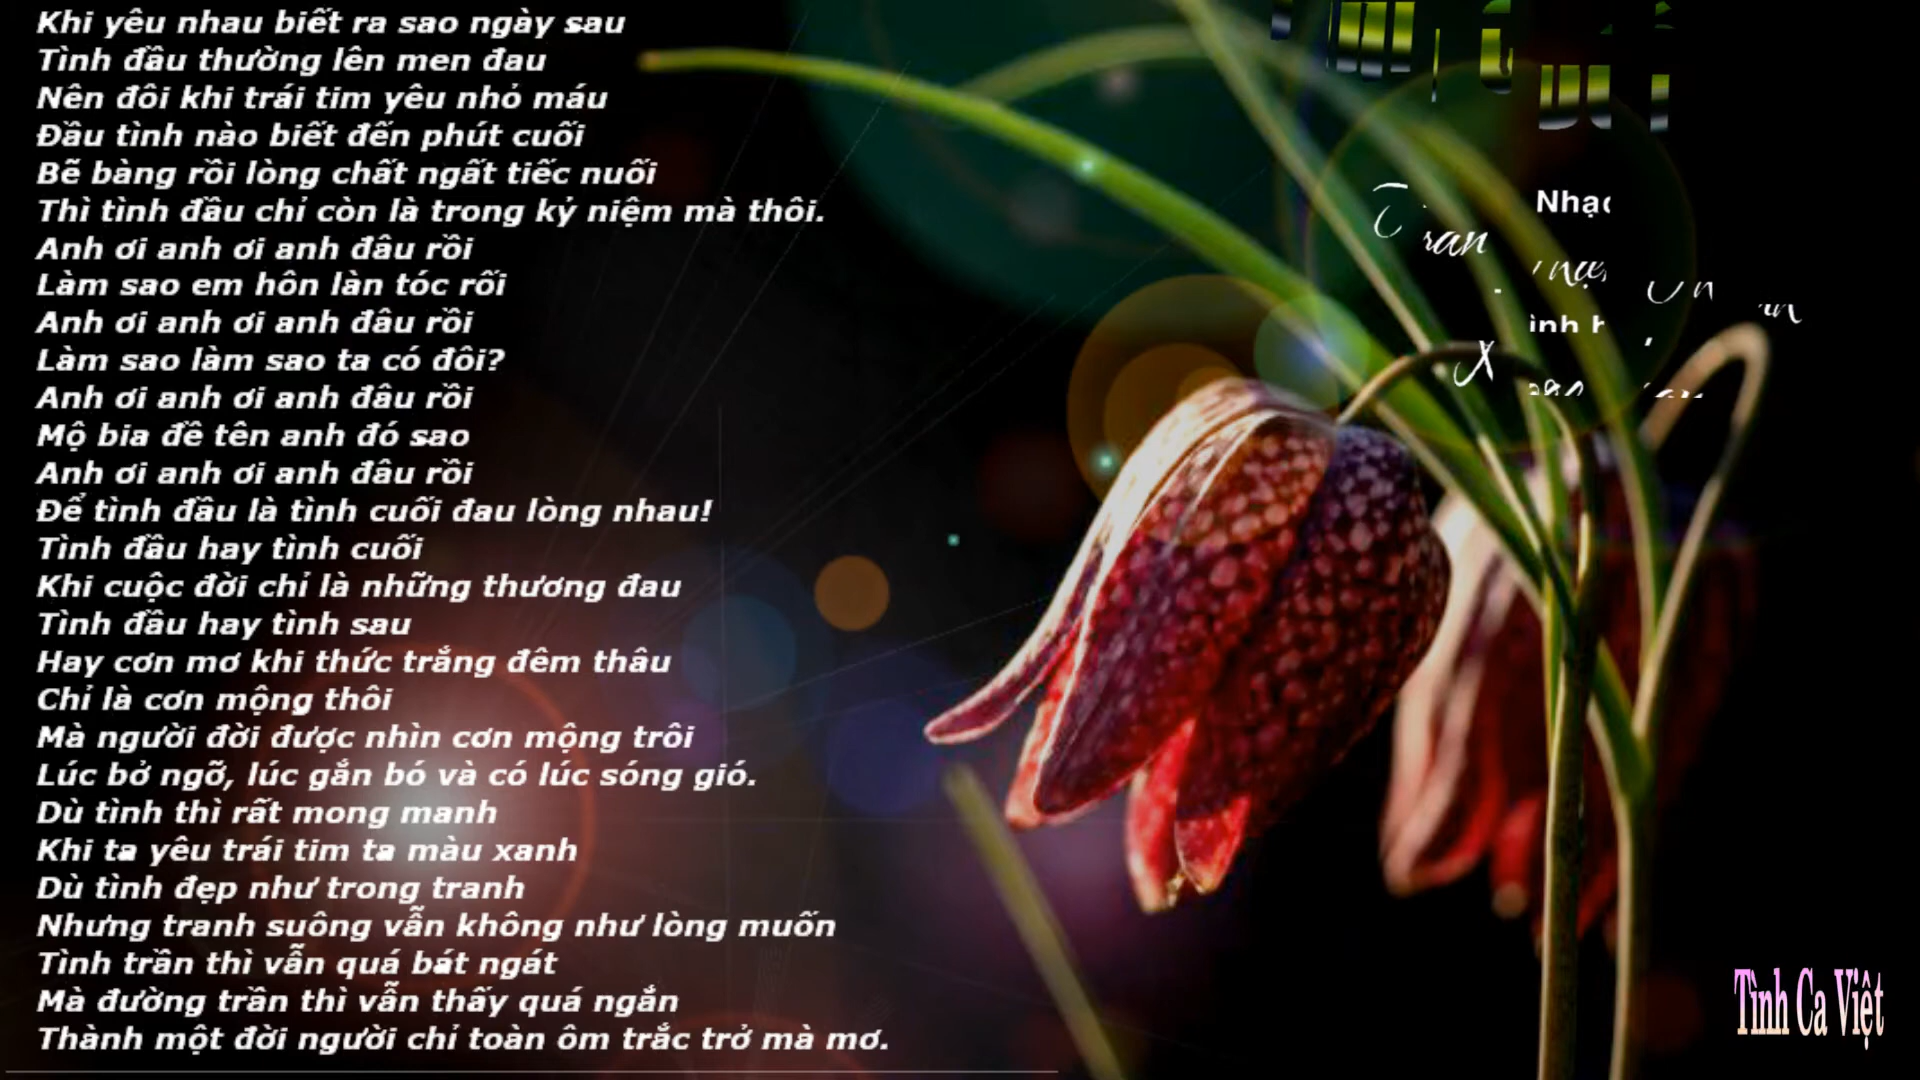 Khi yêu nhau biết ra sao ngày sau
Tình đầu thường lên men đau
Nên đôi khi trái tim yêu nhỏ máu
Đầu tình nào biết đến phút cuối
Bẽ bàng rồi lòng chất ngất tiếc nuối
Thì tình đầu chỉ còn là trong kỷ niệm mà thôi.
Anh ơi anh ơi anh đâu rồi
Làm sao em hôn làn tóc rối
Anh ơi anh ơi anh đâu rồi
Làm sao làm sao ta có đôi?
Anh ơi anh ơi anh đâu rồi
Mộ bia đề tên anh đó sao
Anh ơi anh ơi anh đâu rồi
Để tình đầu là tình cuối đau lòng nhau!
Tình đầu hay tình cuối
Khi cuộc đời chỉ là những thương đau
Tình đầu hay tình sau
Hay cơn mơ khi thức trắng đêm thâu
Chỉ là cơn mộng thôi
Mà người đời được nhìn cơn mộng trôi
Lúc bở ngỡ, lúc gắn bó và có lúc sóng gió.
Dù tình thì rất mong manh
Khi ta yêu trái tim ta màu xanh
Dù tình đẹp như trong tranh
Nhưng tranh suông vẫn không như lòng muốn
Tình trần thì vẫn quá bát ngát
Mà đường trần thì vẫn thấy quá ngắn
Thành một đời người chỉ toàn ôm trắc trở mà mơ.
Nhạc
Tình Ca Việt